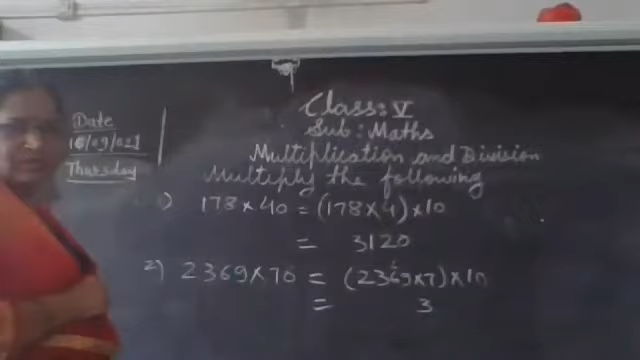 Class: V
Sub: Maths
Date
16/09/021
Thursday
Multiplication and Division
Multiply the following
1) 178 x 40 = (178 x 4) x 10
= 3120
2) 2369 x 70 = (2369 x 7) x 10
= 3